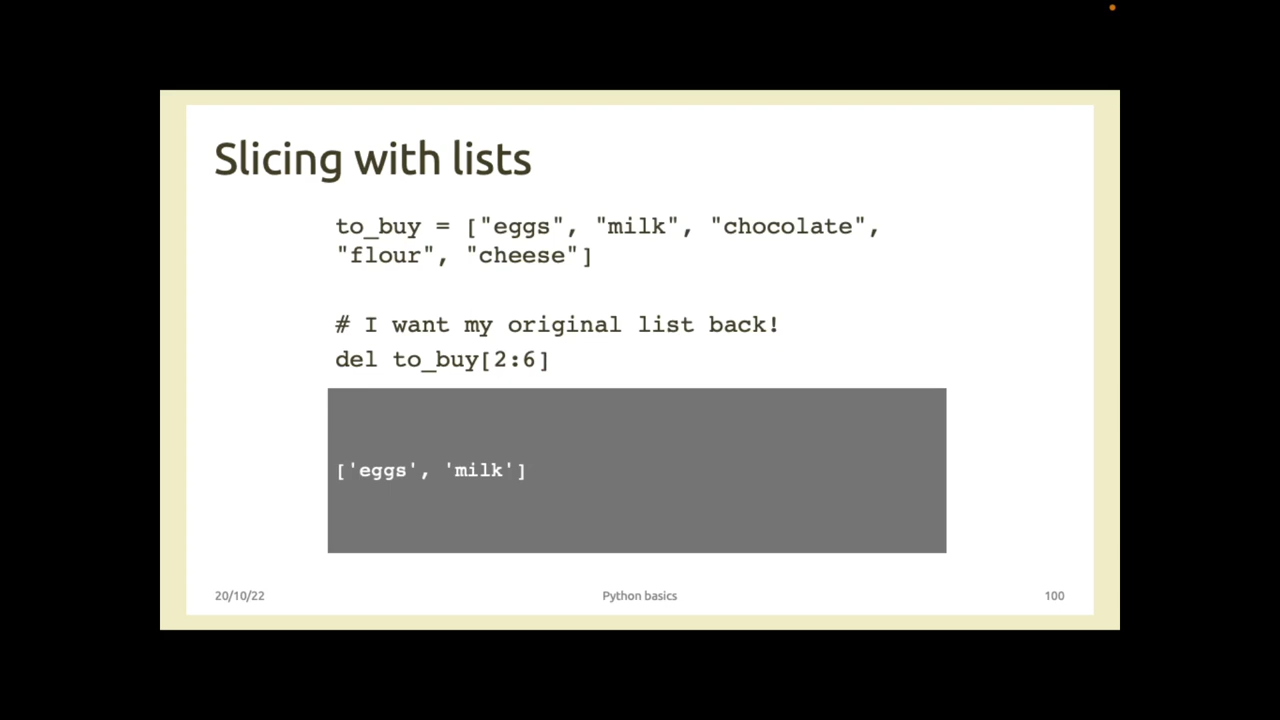 Slicing with lists
to_buy = ["eggs", "milk", "chocolate",
"flour", "cheese"]
# I want my original list back!
del to_buy[2:6]
['eggs', 'milk']
20/10/22
Python basics
100